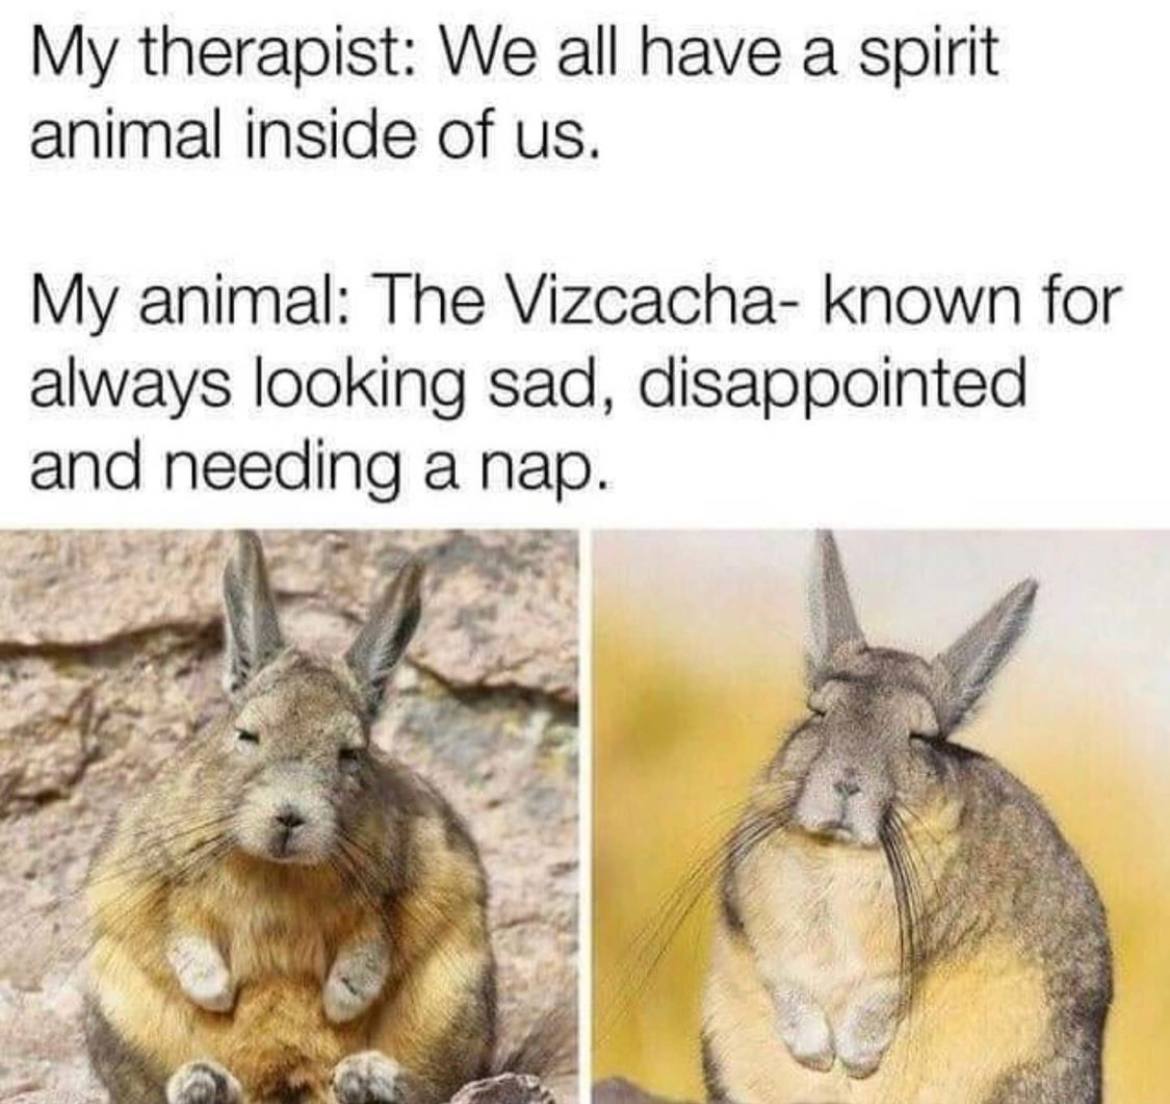 My therapist: We all have a spirit
animal inside of us.
My animal: The Vizcacha- known for
always looking sad, disappointed
and needing a nap.